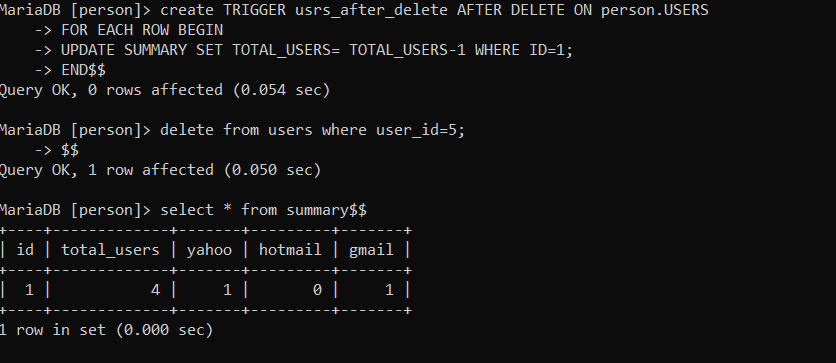 MariaDB [person]> create TRIGGER usrs_after_delete AFTER DELETE ON person.USERS
    -> FOR EACH ROW BEGIN
    -> UPDATE SUMMARY SET TOTAL_USERS= TOTAL_USERS-1 WHERE ID=1;
    -> END$$
Query OK, 0 rows affected (0.054 sec)

MariaDB [person]> delete from users where user_id=5;
    -> $$
Query OK, 1 row affected (0.050 sec)

MariaDB [person]> select * from summary$$
+----+-------------+-------+---------+-------+
| id | total_users | yahoo | hotmail | gmail |
+----+-------------+-------+---------+-------+
|  1 |           4 |     1 |       0 |     1 |
+----+-------------+-------+---------+-------+
1 row in set (0.000 sec)